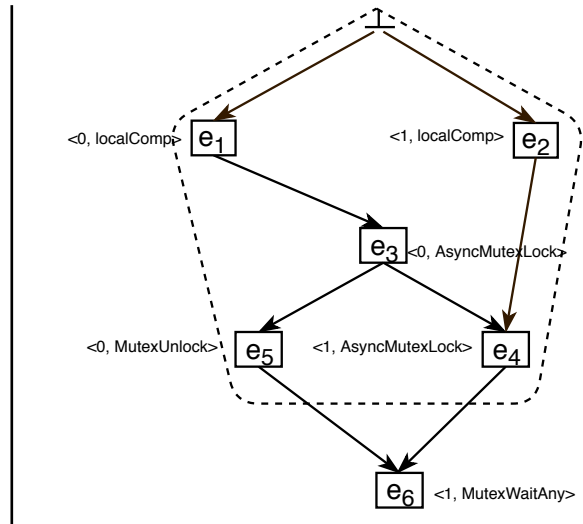 ⊥
<0, localComp> e1
<1, localComp> e2
e3 <0, AsyncMutexLock>
<0, MutexUnlock> e5
<1, AsyncMutexLock> e4
e6 <1, MutexWaitAny>